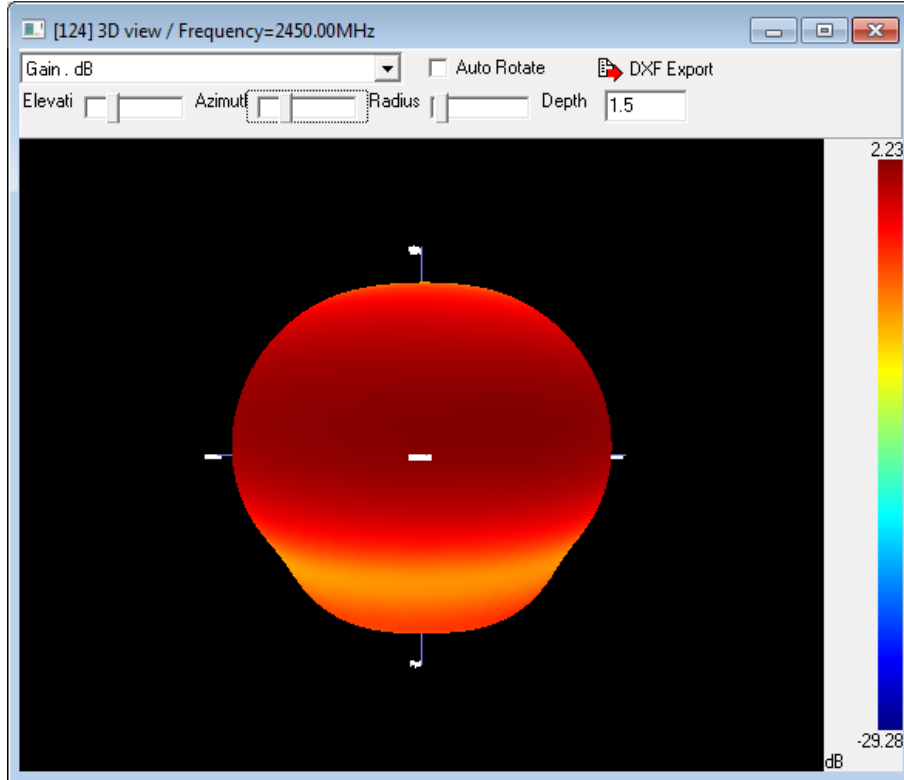 [124] 3D view / Frequency=2450.00MHz
Gain . dB
Auto Rotate
DXF Export
Elevati
Azimutl
Radius
Depth
1.5
2.23
-29.28
dB